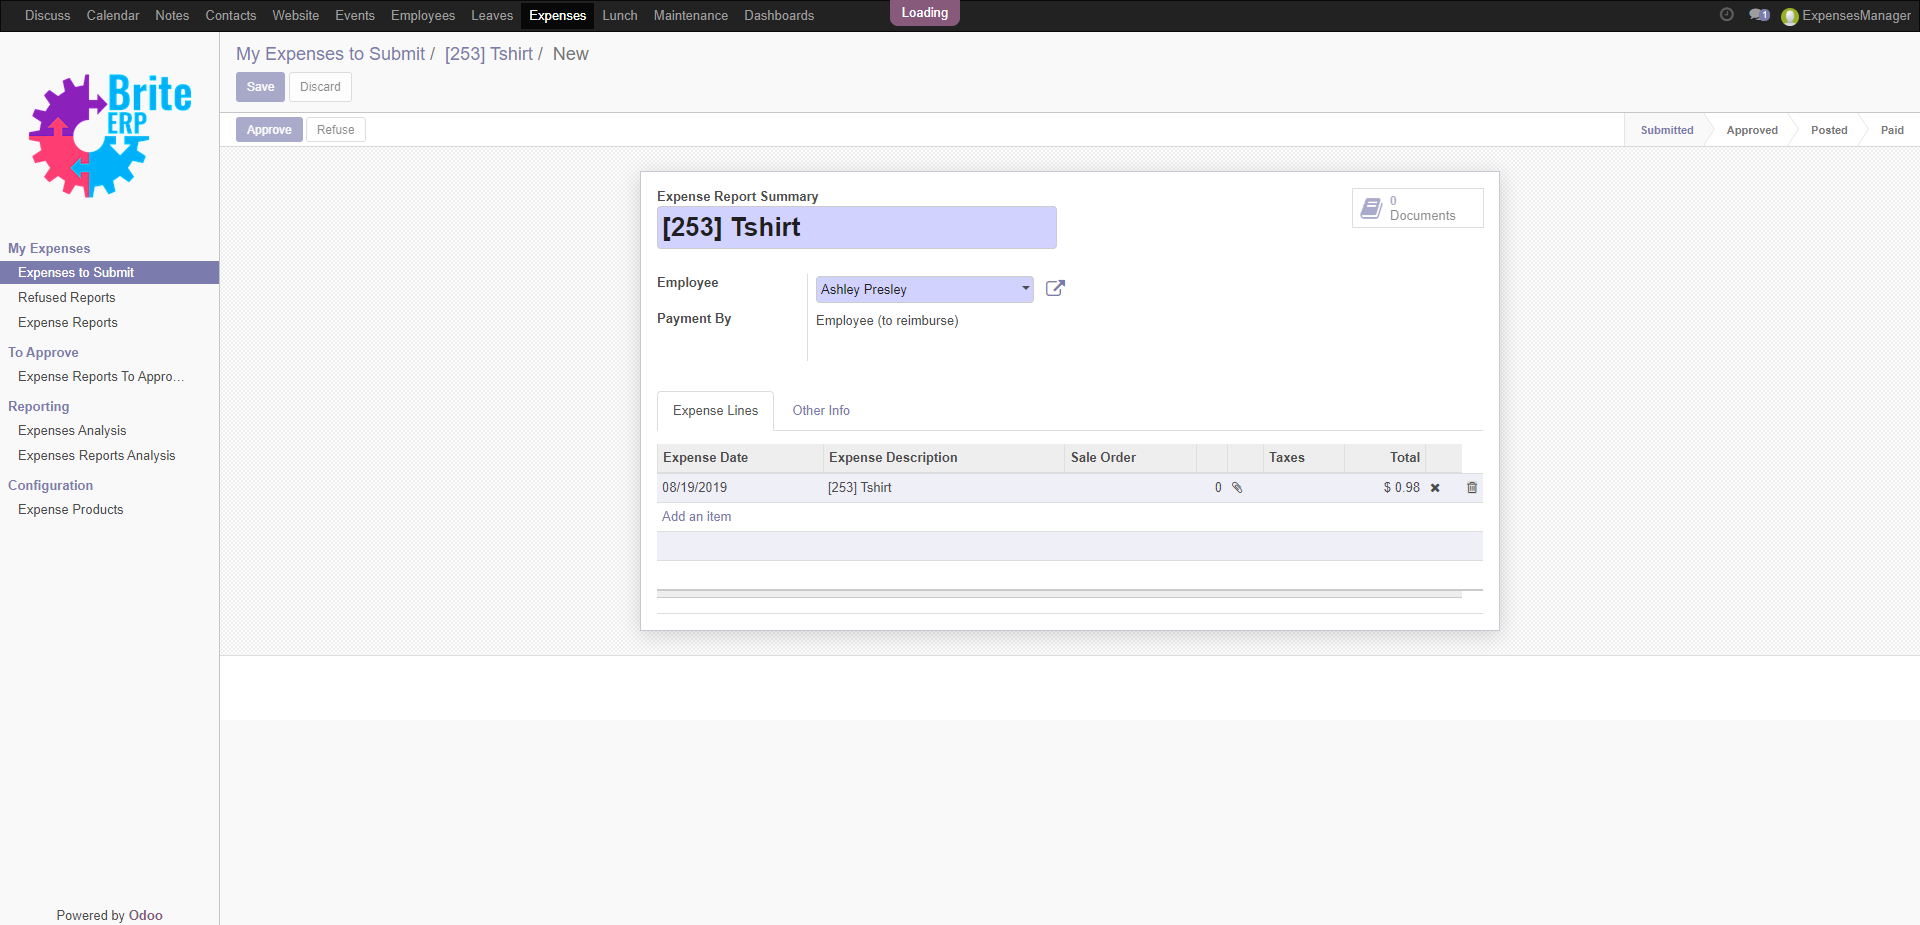 Discuss Calendar Notes Contacts Website Events Employees Leaves Expenses Lunch Maintenance Dashboards Loading 1 ExpensesManager
My Expenses to Submit / [253] Tshirt / New
Save Discard
Approve Refuse Submitted Approved Posted Paid
Brite
ERP
My Expenses
Expenses to Submit
Refused Reports
Expense Reports
To Approve
Expense Reports To Appro...
Reporting
Expenses Analysis
Expenses Reports Analysis
Configuration
Expense Products
Powered by Odoo
Expense Report Summary
[253] Tshirt
0
Documents
Employee Ashley Presley
Payment By Employee (to reimburse)
Expense Lines Other Info
Expense Date Expense Description Sale Order Taxes Total
08/19/2019 [253] Tshirt 0 $ 0.98
Add an item